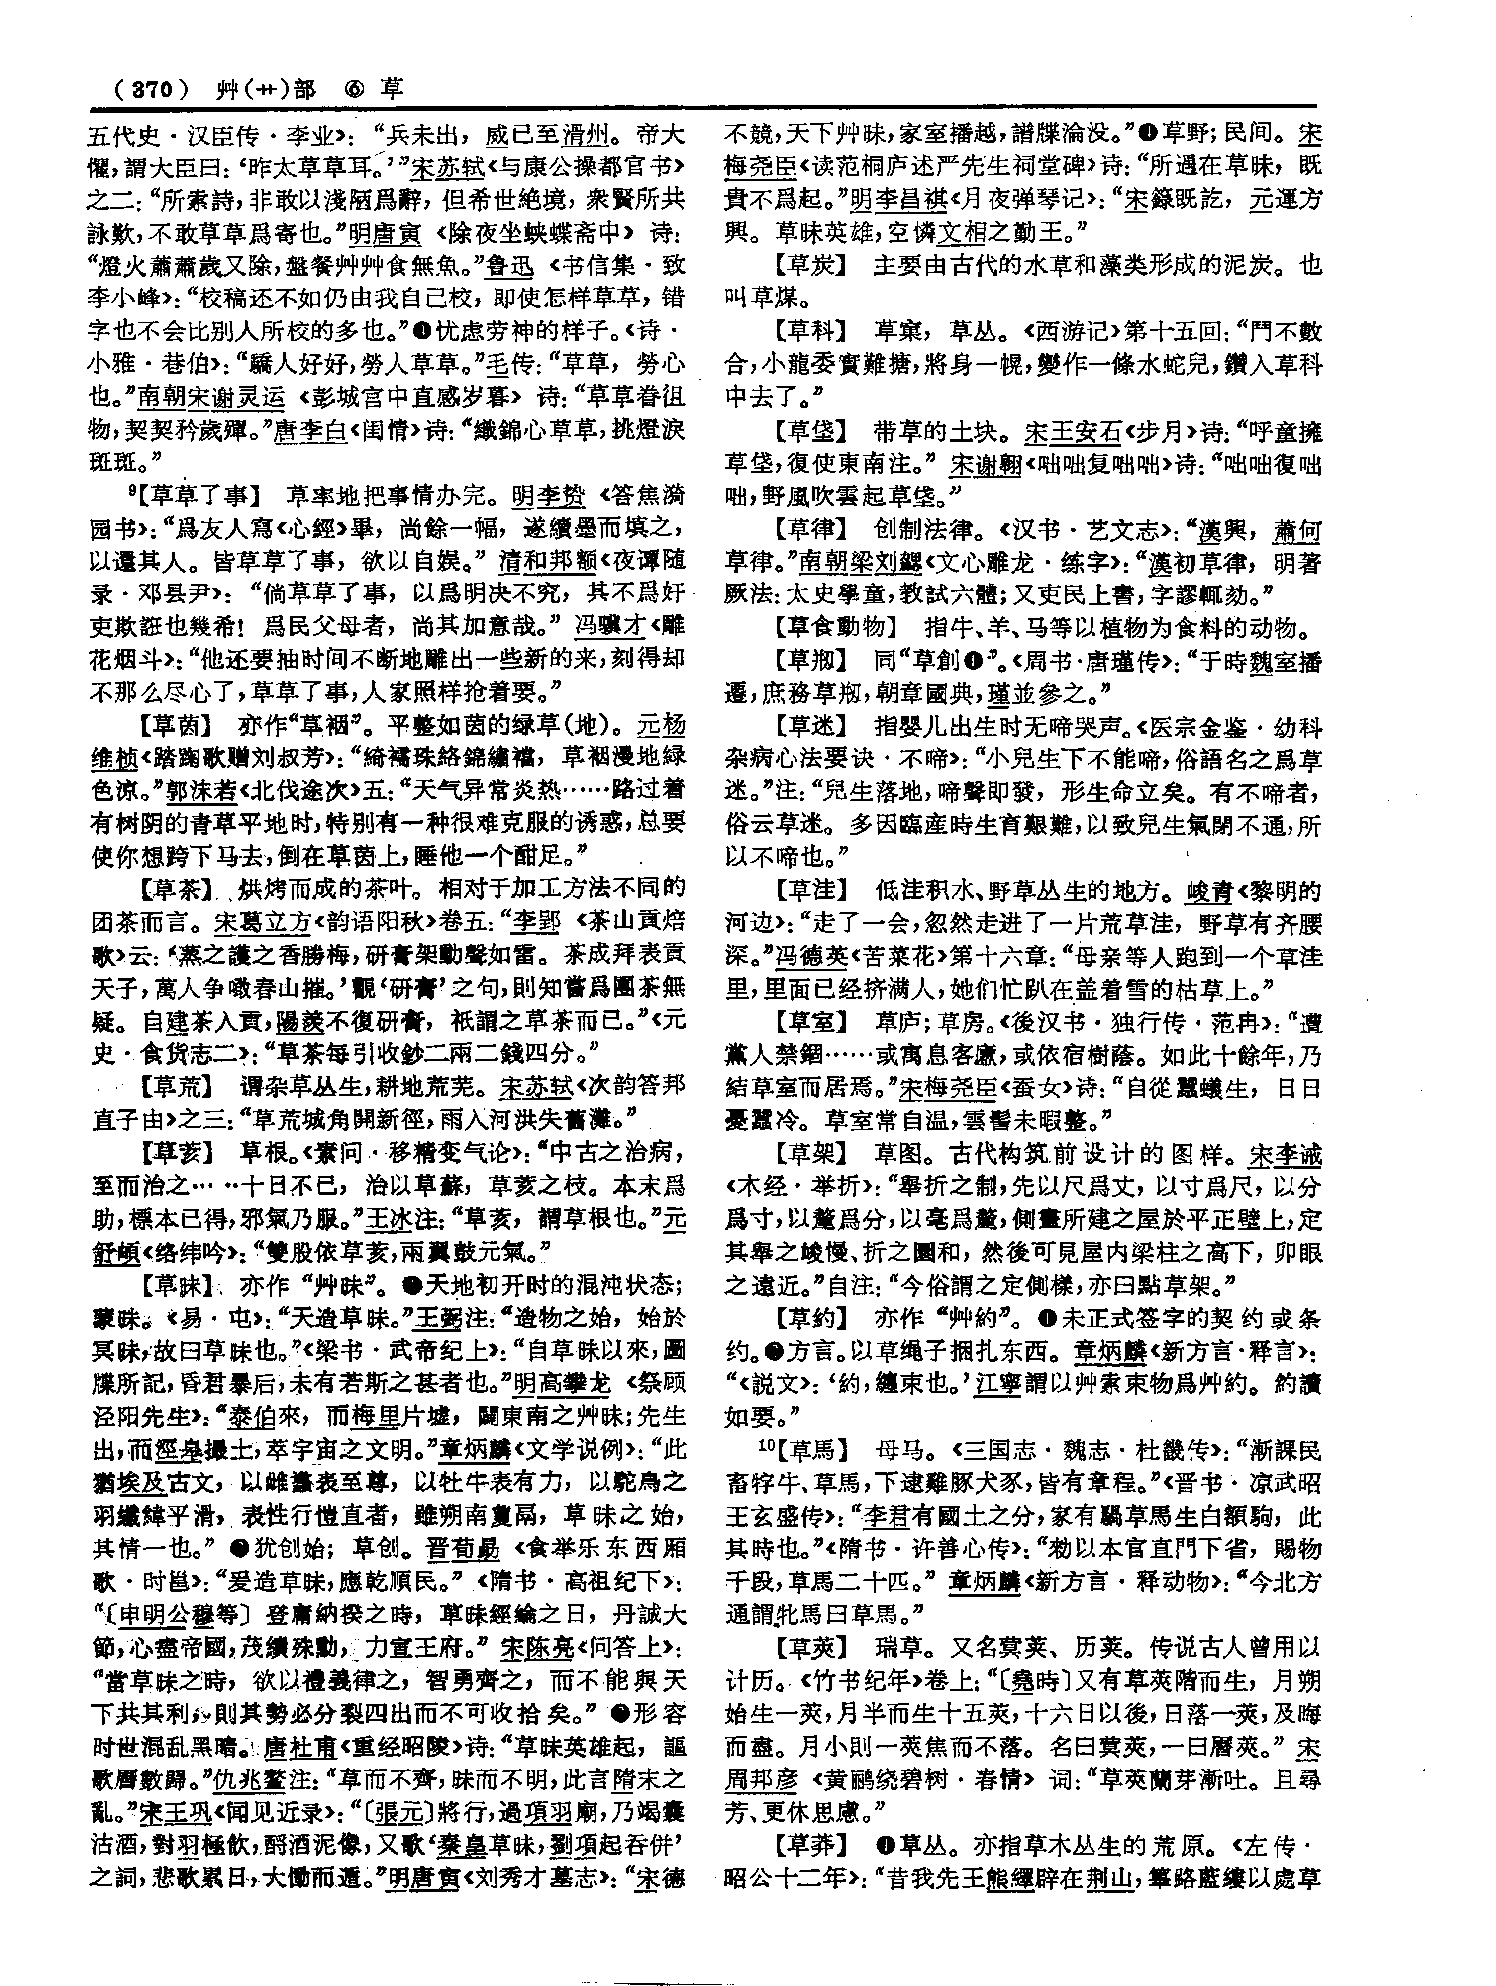 （370） 艸(艹)部 ⑥ 草
五代史·汉臣传·李业》：“兵未出，威已至滑州。帝大
懼，謂大臣曰：‘昨太草草耳。’”宋苏轼《与康公操都官书》
之二：“所索詩，非敢以淺陋爲辭，但希世絶境，衆賢所共
詠歎，不敢草草爲寄也。”明唐寅《除夜坐蛱蝶斋中》诗：
“燈火蕭蕭歲又除，盤餐艸艸食無魚。”鲁迅《书信集·致
李小峰》：“校稿还不如仍由我自己校，即使怎样草草，错
字也不会比别人所校的多也。”❶忧虑劳神的样子。《诗·
小雅·巷伯》：“驕人好好，勞人草草。”毛传：“草草，勞心
也。”南朝宋谢灵运《彭城宫中直感岁暮》诗：“草草眷徂
物，契契矜歲殫。”唐李白《闺情》诗：“織錦心草草，挑燈淚
斑斑。”
⁹【草草了事】 草率地把事情办完。明李贽《答焦漪
园书》：“爲友人寫《心經》畢，尚餘一幅，遂續墨而填之，
以還其人。皆草草了事，欲以自娱。”清和邦额《夜谭随
录·邓县尹》：“倘草草了事，以爲明决不究，其不爲奸
吏欺誑也幾希！爲民父母者，尚其加意哉。”冯骥才《雕
花烟斗》：“他还要抽时间不断地雕出一些新的来，刻得却
不那么尽心了，草草了事，人家照样抢着要。”
【草茵】 亦作“草裀”。平整如茵的绿草(地)。元杨
维桢《踏踘歌赠刘叔芳》：“綺襦珠絡錦繡襠，草裀漫地緑
色凉。”郭沫若《北伐途次》五：“天气异常炎热……路过着
有树阴的青草平地时，特别有一种很难克服的诱惑，总要
使你想跨下马去，倒在草茵上，睡他一个酣足。”
【草茶】 烘烤而成的茶叶。相对于加工方法不同的
团茶而言。宋葛立方《韵语阳秋》卷五：“李郢《茶山貢焙
歌》云：‘蒸之護之香勝梅，研膏架動聲如雷。茶成拜表貢
天子，萬人争噉春山摧。’觀‘研膏’之句，則知嘗爲團茶無
疑。自建茶入貢，陽羨不復研膏，祇謂之草茶而已。”《元
史·食货志二》：“草茶每引收鈔二兩二錢四分。”
【草荒】 谓杂草丛生，耕地荒芜。宋苏轼《次韵答邦
直子由》之三：“草荒城角開新徑，雨入河洪失舊灘。”
【草荄】 草根。《素问·移精变气论》：“中古之治病，
至而治之……十日不已，治以草蘇，草荄之枝。本末爲
助，標本已得，邪氣乃服。”王冰注：“草荄，謂草根也。”元
舒頔《络纬吟》：“雙股依草荄，兩翼鼓元氣。”
【草昧】 亦作“艸昧”。❶天地初开时的混沌状态；
蒙昧。《易·屯》：“天造草昧。”王弼注：“造物之始，始於
冥昧，故曰草昧也。”《梁书·武帝纪上》：“自草昧以來，圖
牒所記，昏君暴后，未有若斯之甚者也。”明高攀龙《祭顾
泾阳先生》：“泰伯來，而梅里片墟，闢東南之艸昧；先生
出，而涇皋撮土，萃宇宙之文明。”章炳麟《文学说例》：“此
猶埃及古文，以雌蠭表至尊，以牡牛表有力，以駝鳥之
羽纖緯平滑，表性行愷直者，雖朔南敻鬲，草昧之始，
其情一也。”❷犹创始；草创。晋荀勗《食举乐东西厢
歌·时邕》：“爰造草昧，應乾順民。”《隋书·高祖纪下》：
“〔申明公穆等〕登庸納揆之時，草昧經綸之日，丹誠大
節，心盡帝圖，茂績殊勳，力宣王府。”宋陈亮《问答上》：
“當草昧之時，欲以禮義律之，智勇齊之，而不能與天
下共其利，則其勢必分裂四出而不可收拾矣。”❸形容
时世混乱黑暗。唐杜甫《重经昭陵》诗：“草昧英雄起，謳
歌曆數歸。”仇兆鳌注：“草而不齊，昧而不明，此言隋末之
亂。”宋王巩《闻见近录》：“〔張元〕將行，過項羽廟，乃竭囊
沽酒，對羽極飲，酹酒泥像，又歌‘秦皇草昧，劉項起吞併’
之詞，悲歌累日，大慟而遁。”明唐寅《刘秀才墓志》：“宋德
不競，天下艸昧，家室播越，譜牒淪没。”❹草野；民间。宋
梅尧臣《读范桐庐述严先生祠堂碑》诗：“所遇在草昧，既
貴不爲起。”明李昌祺《月夜弹琴记》：“宋籙既訖，元運方
興。草昧英雄，空憐文相之勤王。”
【草炭】 主要由古代的水草和藻类形成的泥炭。也
叫草煤。
【草科】 草窠，草丛。《西游记》第十五回：“鬥不數
合，小龍委實難搪，將身一幌，變作一條水蛇兒，鑽入草科
中去了。”
【草垡】 带草的土块。宋王安石《步月》诗：“呼童擁
草垡，復使東南注。”宋谢翱《咄咄复咄咄》诗：“咄咄復咄
咄，野風吹雲起草垡。”
【草律】 创制法律。《汉书·艺文志》：“漢興，蕭何
草律。”南朝梁刘勰《文心雕龙·练字》：“漢初草律，明著
厥法：太史學童，教試六體；又吏民上書，字謬輒劾。”
【草食動物】 指牛、羊、马等以植物为食料的动物。
【草剏】 同“草創❶”。《周书·唐瑾传》：“于時魏室播
遷，庶務草剏，朝章國典，瑾並參之。”
【草迷】 指婴儿出生时无啼哭声。《医宗金鉴·幼科
杂病心法要诀·不啼》：“小兒生下不能啼，俗語名之爲草
迷。”注：“兒生落地，啼聲即發，形生命立矣。有不啼者，
俗云草迷。多因臨産時生育艱難，以致兒生氣閉不通，所
以不啼也。”
【草洼】 低洼积水、野草丛生的地方。峻青《黎明的
河边》：“走了一会，忽然走进了一片荒草洼，野草有齐腰
深。”冯德英《苦菜花》第十六章：“母亲等人跑到一个草洼
里，里面已经挤满人，她们忙趴在盖着雪的枯草上。”
【草室】 草庐；草房。《後汉书·独行传·范冉》：“遭
黨人禁錮……或寓息客廬，或依宿樹蔭。如此十餘年，乃
結草室而居焉。”宋梅尧臣《蚕女》诗：“自從蠶蟻生，日日
憂蠶冷。草室常自温，雲髻未暇整。”
【草架】 草图。古代构筑前设计的图样。宋李诫
《木经·举折》：“舉折之制，先以尺爲丈，以寸爲尺，以分
爲寸，以釐爲分，以毫爲釐，側畫所建之屋於平正壁上，定
其舉之峻慢、折之圜和，然後可見屋内梁柱之高下，卯眼
之遠近。”自注：“今俗謂之定側樣，亦曰點草架。”
【草約】 亦作“艸約”。❶未正式签字的契约或条
约。❷方言。以草绳子捆扎东西。章炳麟《新方言·释言》：
“《説文》：‘約，纏束也。’江寧謂以艸索束物爲艸約。約讀
如要。”
¹⁰【草馬】 母马。《三国志·魏志·杜畿传》：“漸課民
畜牸牛、草馬，下逮雞豚犬豕，皆有章程。”《晋书·凉武昭
王玄盛传》：“李君有國土之分，家有騧草馬生白額駒，此
其時也。”《隋书·许善心传》：“勑以本官直門下省，賜物
千段，草馬二十匹。”章炳麟《新方言·释动物》：“今北方
通謂牝馬曰草馬。”
【草莢】 瑞草。又名蓂荚、历荚。传说古人曾用以
计历。《竹书纪年》卷上：“〔堯時〕又有草莢階而生，月朔
始生一莢，月半而生十五莢，十六日以後，日落一莢，及晦
而盡。月小則一莢焦而不落。名曰蓂莢，一曰曆莢。”宋
周邦彦《黄鹂绕碧树·春情》词：“草莢蘭芽漸吐。且尋
芳、更休思慮。”
【草莽】 ❶草丛。亦指草木丛生的荒原。《左传·
昭公十二年》：“昔我先王熊繹辟在荆山，篳路藍縷以處草